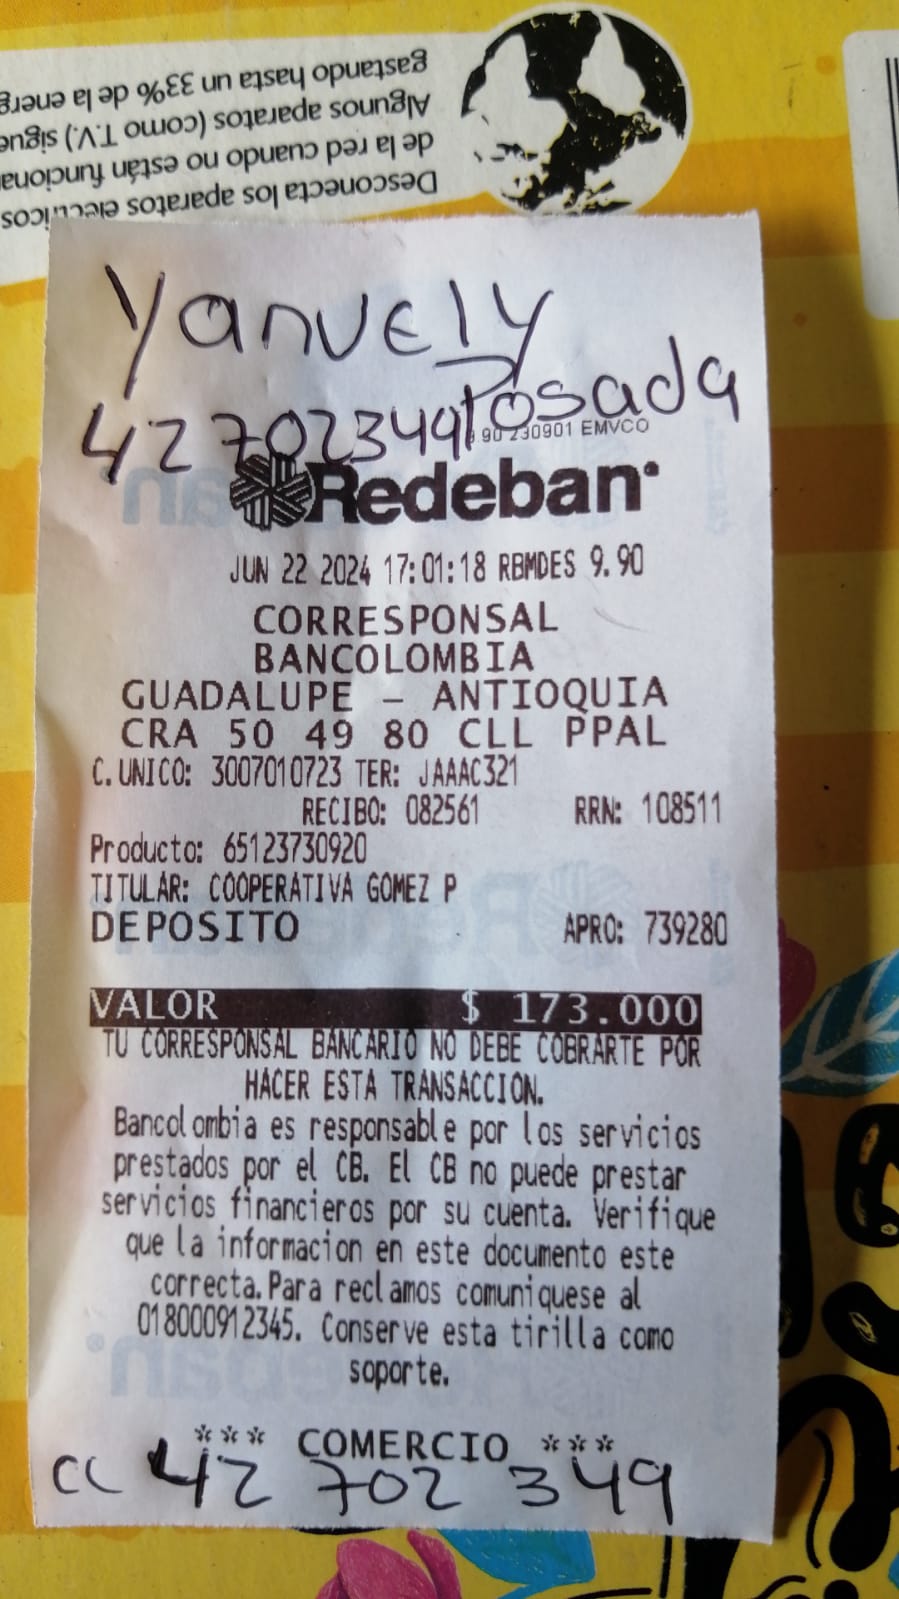 gastando hasta un 33% de la energ
Algunos aparatos (como T.V.) sigue
de la red cuando no están funciona
Desconecta los aparatos eléctricos
Yanuely
Posada
42702349
9.90 230901 EMVCO
Redeban
JUN 22 2024 17:01:18 RBMDES 9.90
CORRESPONSAL
BANCOLOMBIA
GUADALUPE - ANTIOQUIA
CRA 50 49 80 CLL PPAL
C.UNICO: 3007010723 TER: JAAAC321
RECIBO: 082561 RRN: 108511
Producto: 65123730920
TITULAR: COOPERATIVA GOMEZ P
DEPOSITO APRO: 739280
VALOR $ 173.000
TU CORRESPONSAL BANCARIO NO DEBE COBRARTE POR
HACER ESTA TRANSACCION.
Bancolombia es responsable por los servicios
prestados por el CB. El CB no puede prestar
servicios financieros por su cuenta. Verifique
que la informacion en este documento este
correcta.Para reclamos comuniquese al
018000912345. Conserve esta tirilla como
soporte.
*** COMERCIO ***
CC 42 702 349